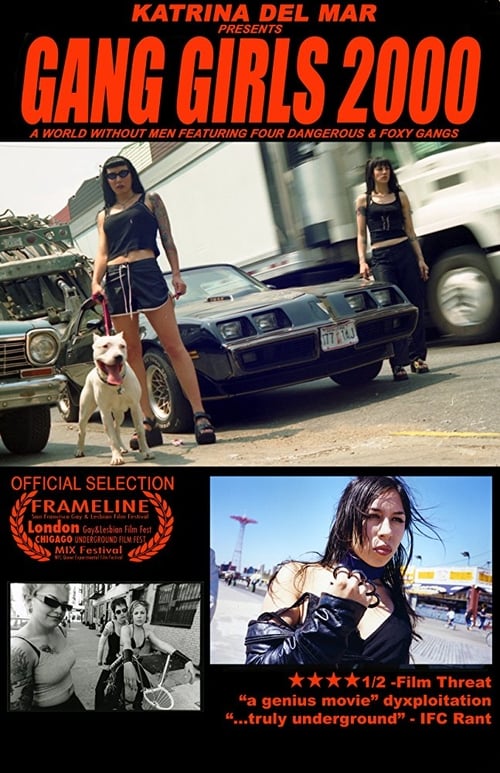 KATRINA DEL MAR
PRESENTS
GANG GIRLS 2000
A WORLD WITHOUT MEN FEATURING FOUR DANGEROUS & FOXY GANGS
OFFICIAL SELECTION
FRAMELINE
San Francisco Gay & Lesbian Film Festival
London Gay&Lesbian Film Fest
CHIGAGO UNDERGROUND FILM FEST
MIX Festival
★★★★1/2 -Film Threat
“a genius movie” dyxploitation
“...truly underground” - IFC Rant